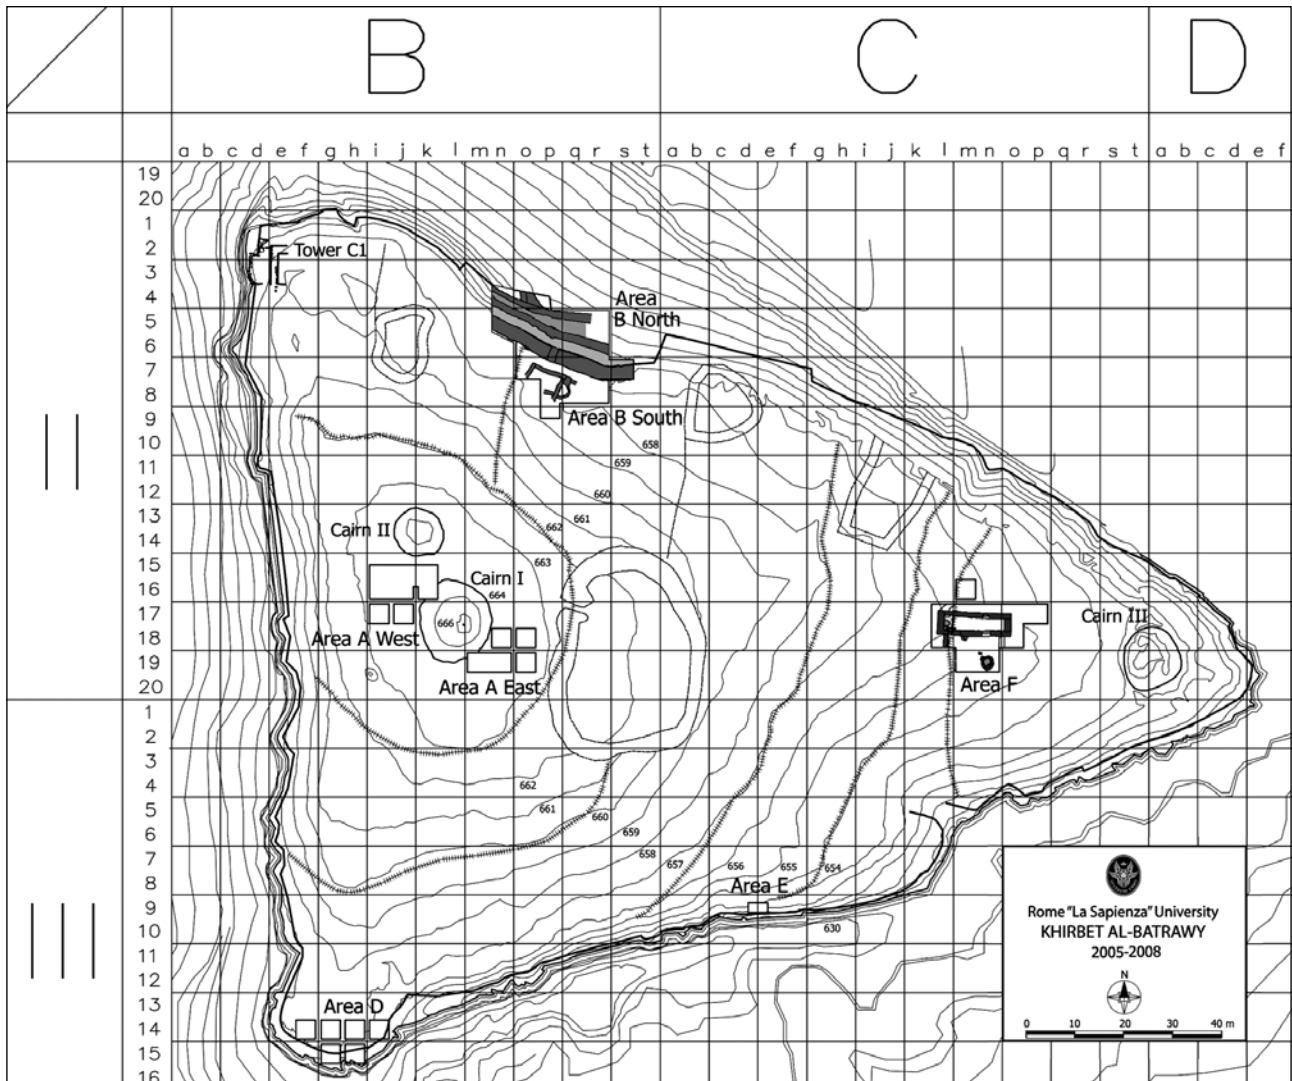 B C D
a b c d e f g h i j k l m n o p q r s t a b c d e f g h i j k l m n o p q r s t a b c d e f
II
19
20
1
2
Tower C1
3
4
Area
B North
5
6
7
8
Area B South
9
10
658
11
659
12
660
13
661
662
Cairn II
14
15
663
Cairn I
16
664
17
Cairn III
666
18
Area A West
19
Area A East
Area F
20
III
1
2
3
4
662
5
661
660
6
659
7
658
657
656
655
654
8
Area E
9
10
630
11
12
13
Area D
14
15
16
Rome "La Sapienza" University
KHIRBET AL-BATRAWY
2005-2008
N
0 10 20 30 40 m